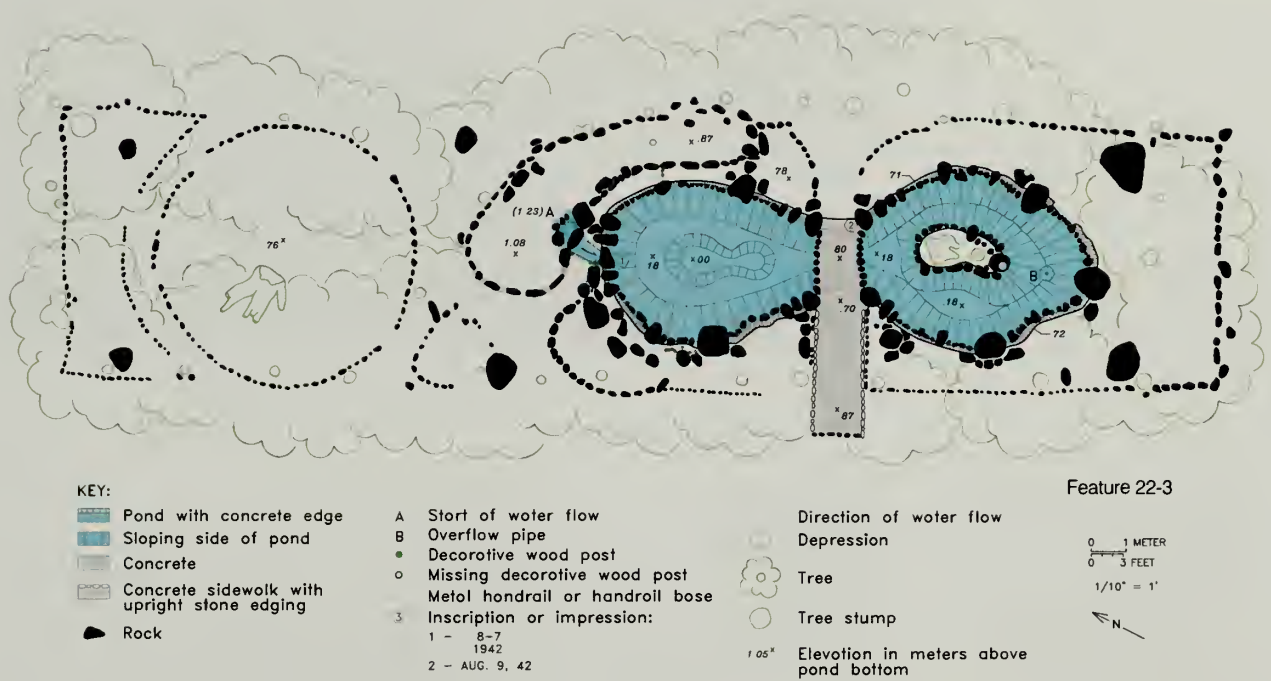 .87
78
71
(1 23) A
1.08
76
.18
.00
2
80
.18
.70
B
.18
72
.87
Feature 22-3
KEY:
Pond with concrete edge
Sloping side of pond
Concrete
Concrete sidewolk with
upright stone edging
Rock
A Stort of woter flow
B Overflow pipe
Decorotive wood post
Missing decorotive wood post
Metol hondroil or hondroil bose
3 Inscription or impression:
1 - 8-7
1942
2 - AUG. 9, 42
Direction of woter flow
Depression
Tree
Tree stump
1 05x Elevotion in meters obove
pond bottom
0 1 METER
0 3 FEET
1/10" = 1'
N